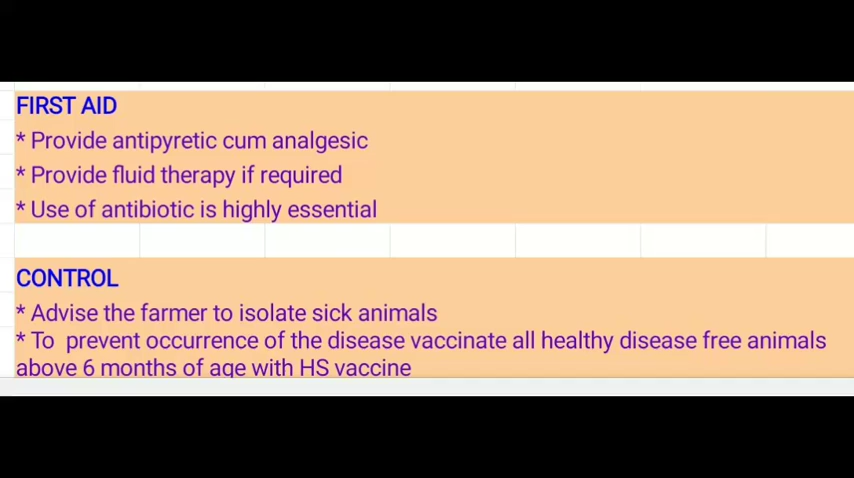 FIRST AID
* Provide antipyretic cum analgesic
* Provide fluid therapy if required
* Use of antibiotic is highly essential
CONTROL
* Advise the farmer to isolate sick animals
* To  prevent occurrence of the disease vaccinate all healthy disease free animals
above 6 months of age with HS vaccine